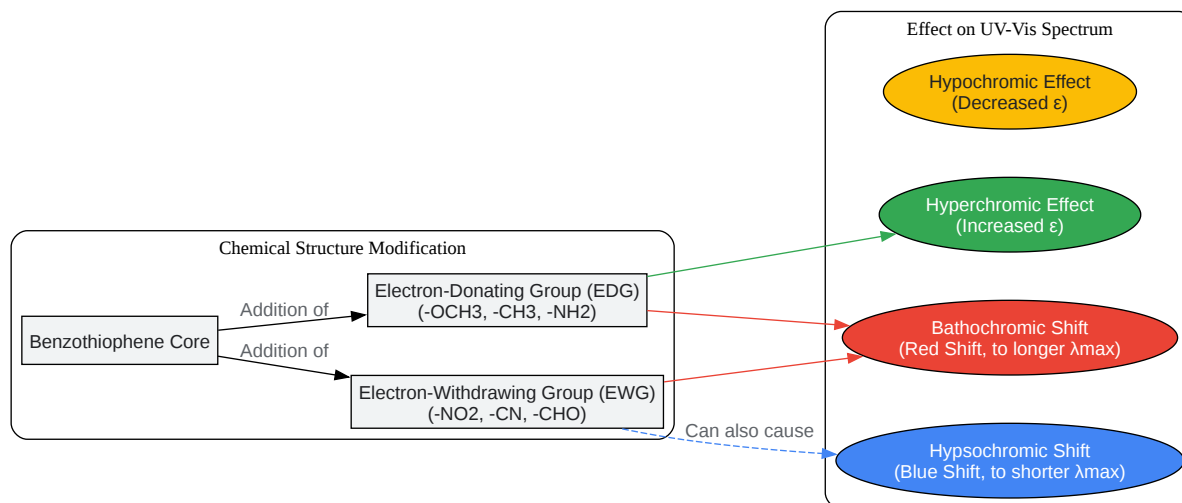 Effect on UV-Vis Spectrum
Hypochromic Effect
(Decreased ε)
Hyperchromic Effect
(Increased ε)
Chemical Structure Modification
Electron-Donating Group (EDG)
(-OCH3, -CH3, -NH2)
Addition of
Benzothiophene Core
Addition of
Bathochromic Shift
(Red Shift, to longer λmax)
Electron-Withdrawing Group (EWG)
(-NO2, -CN, -CHO)
Can also cause
Hypsochromic Shift
(Blue Shift, to shorter λmax)